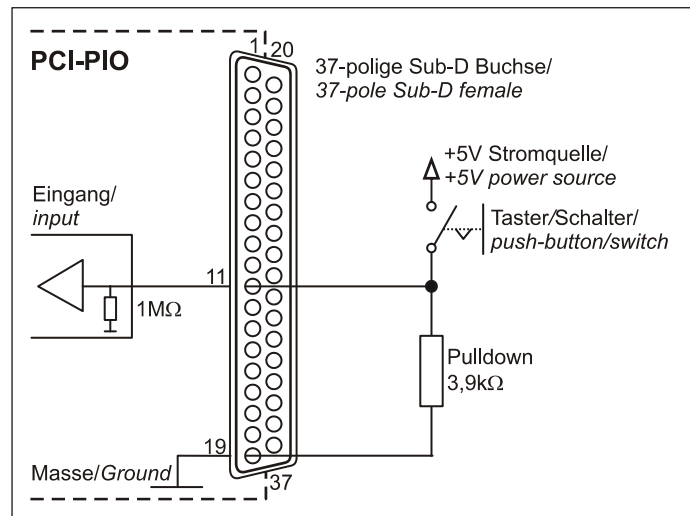 1 20
PCI-PIO
37-polige Sub-D Buchse/
37-pole Sub-D female
+5V Stromquelle/
+5V power source
Eingang/
input
Taster/Schalter/
push-button/switch
11
1MΩ
Pulldown
3,9kΩ
19
Masse/Ground
37